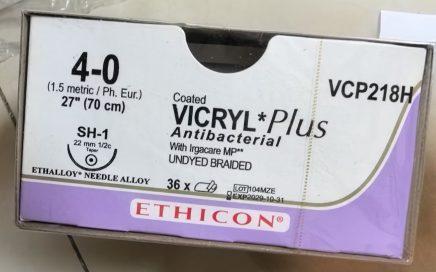 4-0
(1.5 metric / Ph. Eur.)
27" (70 cm)
SH-1
22 mm 1/2c
Taper
ETHALLOY* NEEDLE ALLOY
Coated
VICRYL*Plus
Antibacterial
With Irgacare MP**
UNDYED BRAIDED
36 x
LOT 104MZE
EXP 2029-10-31
VCP218H
ETHICON